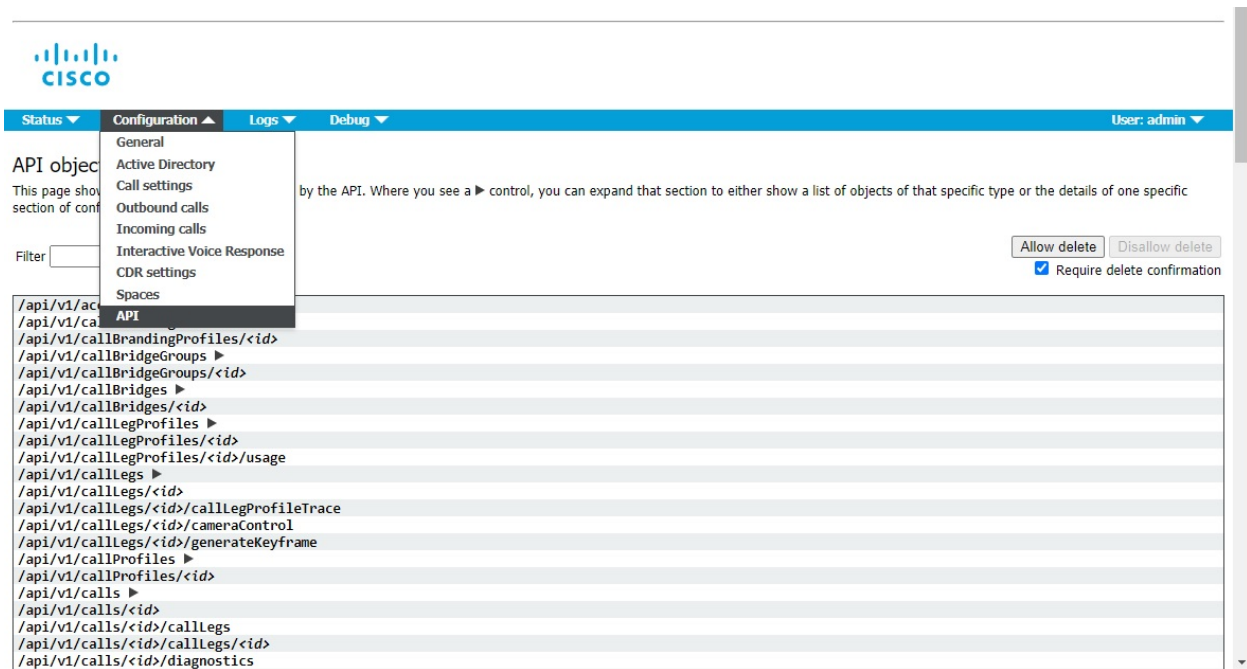 CISCO
Status Configuration Logs Debug User: admin
General
Active Directory
Call settings
Outbound calls
Incoming calls
Interactive Voice Response
CDR settings
Spaces
API
API objec
This page by the API. Where you see a ▶ control, you can expand that section to either show a list of objects of that specific type or the details of one specific
section of conf
Filter
Allow delete Disallow delete
Require delete confirmation
/api/v1/ac
/api/v1/ca
/api/v1/callBrandingProfiles/<id>
/api/v1/callBridgeGroups ▶
/api/v1/callBridgeGroups/<id>
/api/v1/callBridges ▶
/api/v1/callBridges/<id>
/api/v1/callLegProfiles ▶
/api/v1/callLegProfiles/<id>
/api/v1/callLegProfiles/<id>/usage
/api/v1/callLegs ▶
/api/v1/callLegs/<id>
/api/v1/callLegs/<id>/callLegProfileTrace
/api/v1/callLegs/<id>/cameraControl
/api/v1/callLegs/<id>/generateKeyframe
/api/v1/callProfiles ▶
/api/v1/callProfiles/<id>
/api/v1/calls ▶
/api/v1/calls/<id>
/api/v1/calls/<id>/callLegs
/api/v1/calls/<id>/callLegs/<id>
/api/v1/calls/<id>/diagnostics